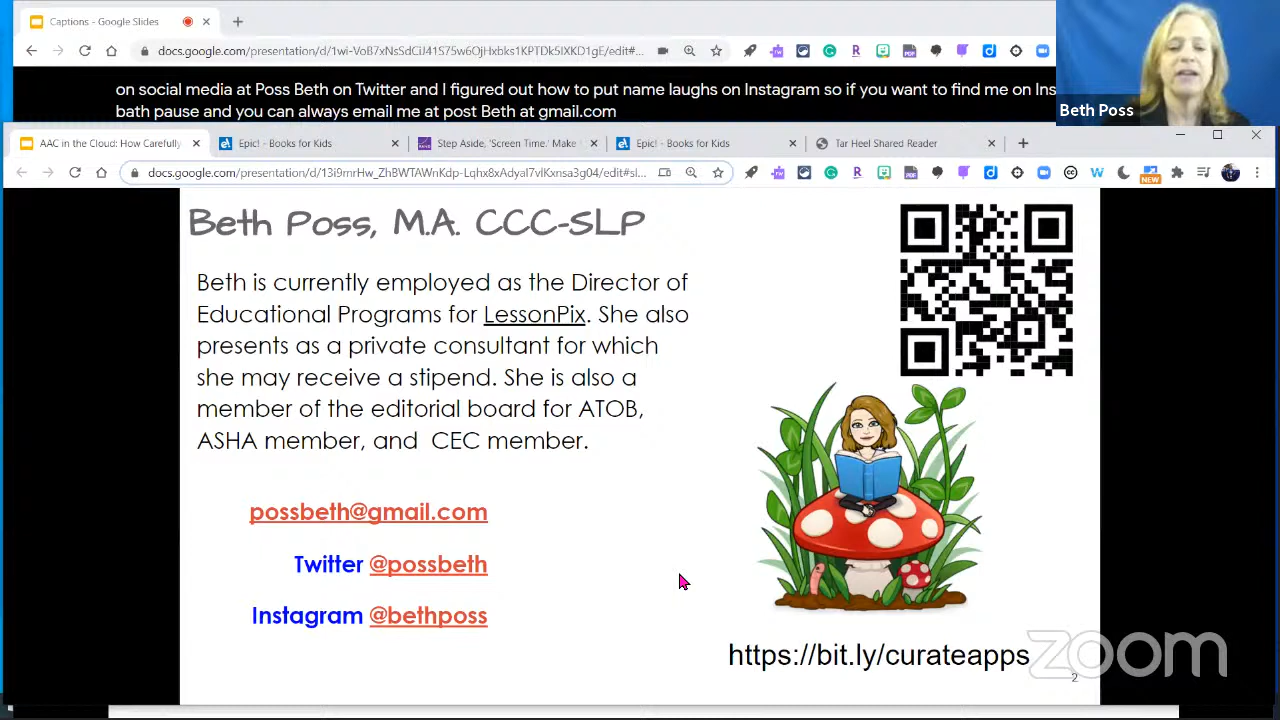 Captions - Google Slides
docs.google.com/presentation/d/1wi-VoB7xNsSdCiJ41S75w6OjHxbks1KPTDk5IXKD1gE/edit#slide...
on social media at Poss Beth on Twitter and I figured out how to put name laughs on Instagram so if you want to find me on Ins
bath pause and you can always email me at post Beth at gmail.com
Beth Poss
AAC in the Cloud: How Carefully
Epic! - Books for Kids
Step Aside, 'Screen Time.' Make
Epic! - Books for Kids
Tar Heel Shared Reader
docs.google.com/presentation/d/13i9mrHw_ZhBWTAWnKdp-Lqhx8xAdyaI7vlKxnsa3g04/edit#sl...
NEW
Beth Poss, M.A. CCC-SLP
Beth is currently employed as the Director of
Educational Programs for LessonPix. She also
presents as a private consultant for which
she may receive a stipend. She is also a
member of the editorial board for ATOB,
ASHA member, and CEC member.
possbeth@gmail.com
Twitter @possbeth
Instagram @bethposs
https://bit.ly/curateapps
zoom
2